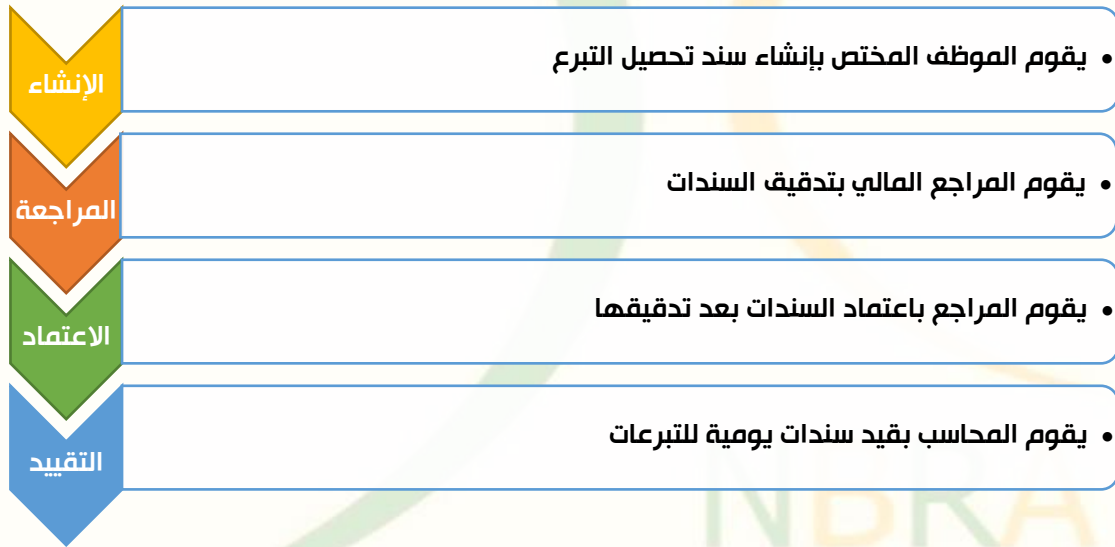 الإنشاء
• يقوم الموظف المختص بإنشاء سند تحصيل التبرع
المراجعة
• يقوم المراجع المالي بتدقيق السندات
الاعتماد
• يقوم المراجع باعتماد السندات بعد تدقيقها
التقييد
• يقوم المحاسب بقيد سندات يومية للتبرعات
NBRA